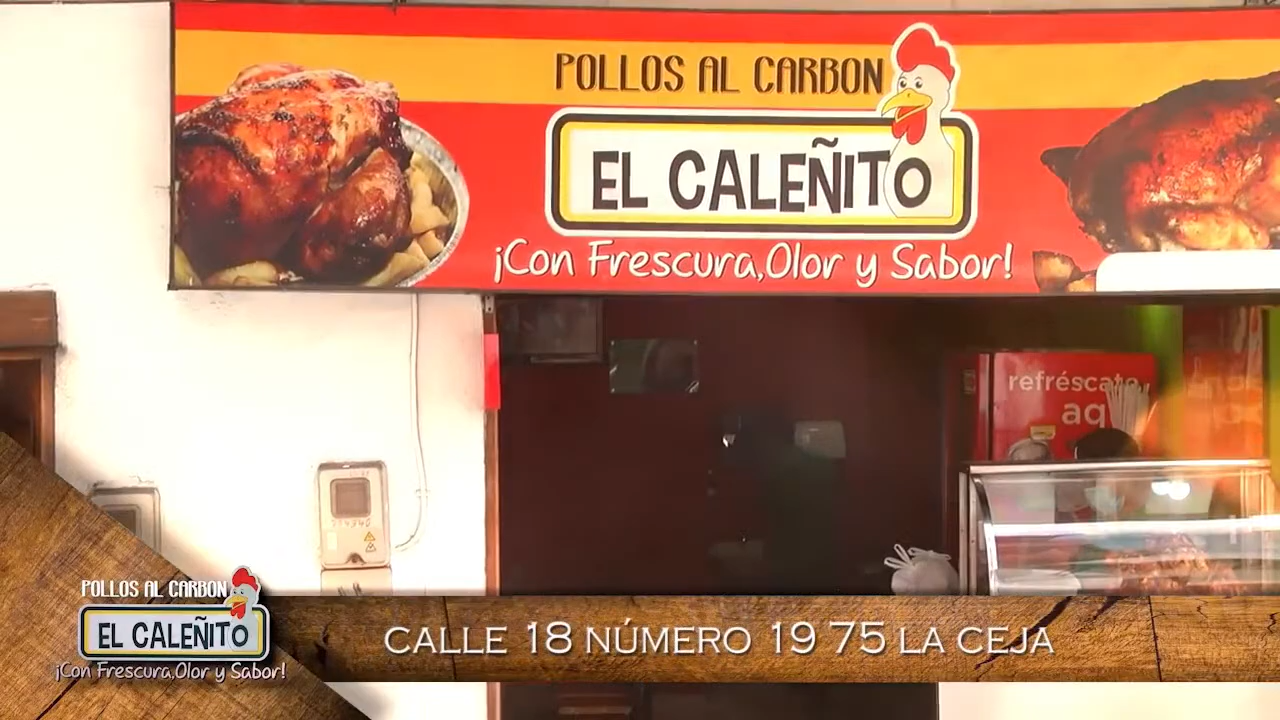 POLLOS AL CARBON
EL CALEÑITO
¡Con Frescura,Olor y Sabor!
refréscate
aq
POLLOS AL CARBON
EL CALEÑITO
¡Con Frescura,Olor y Sabor!
CALLE 18 NÚMERO 19 75 LA CEJA